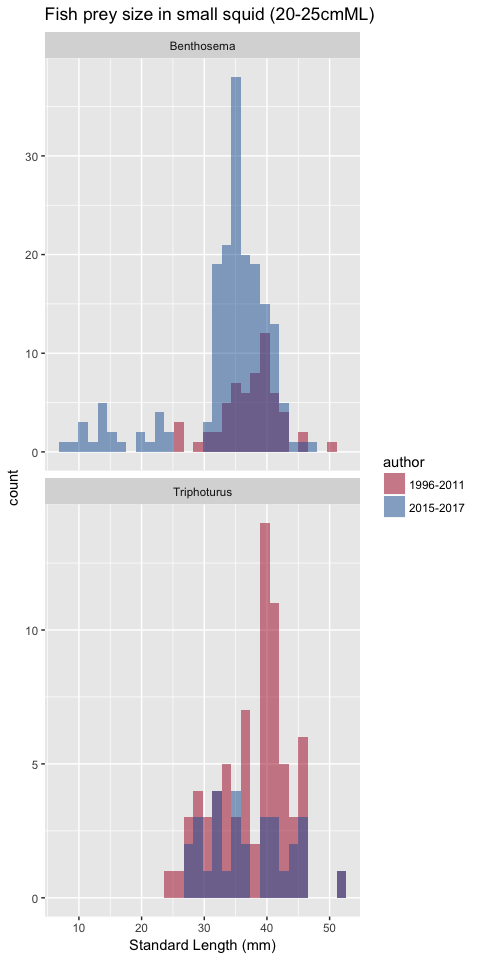 Fish prey size in small squid (20-25cmML)
Benthosema
30
20
10
0
Triphoturus
10
5
0
10 20 30 40 50
Standard Length (mm)
count
author
1996-2011
2015-2017